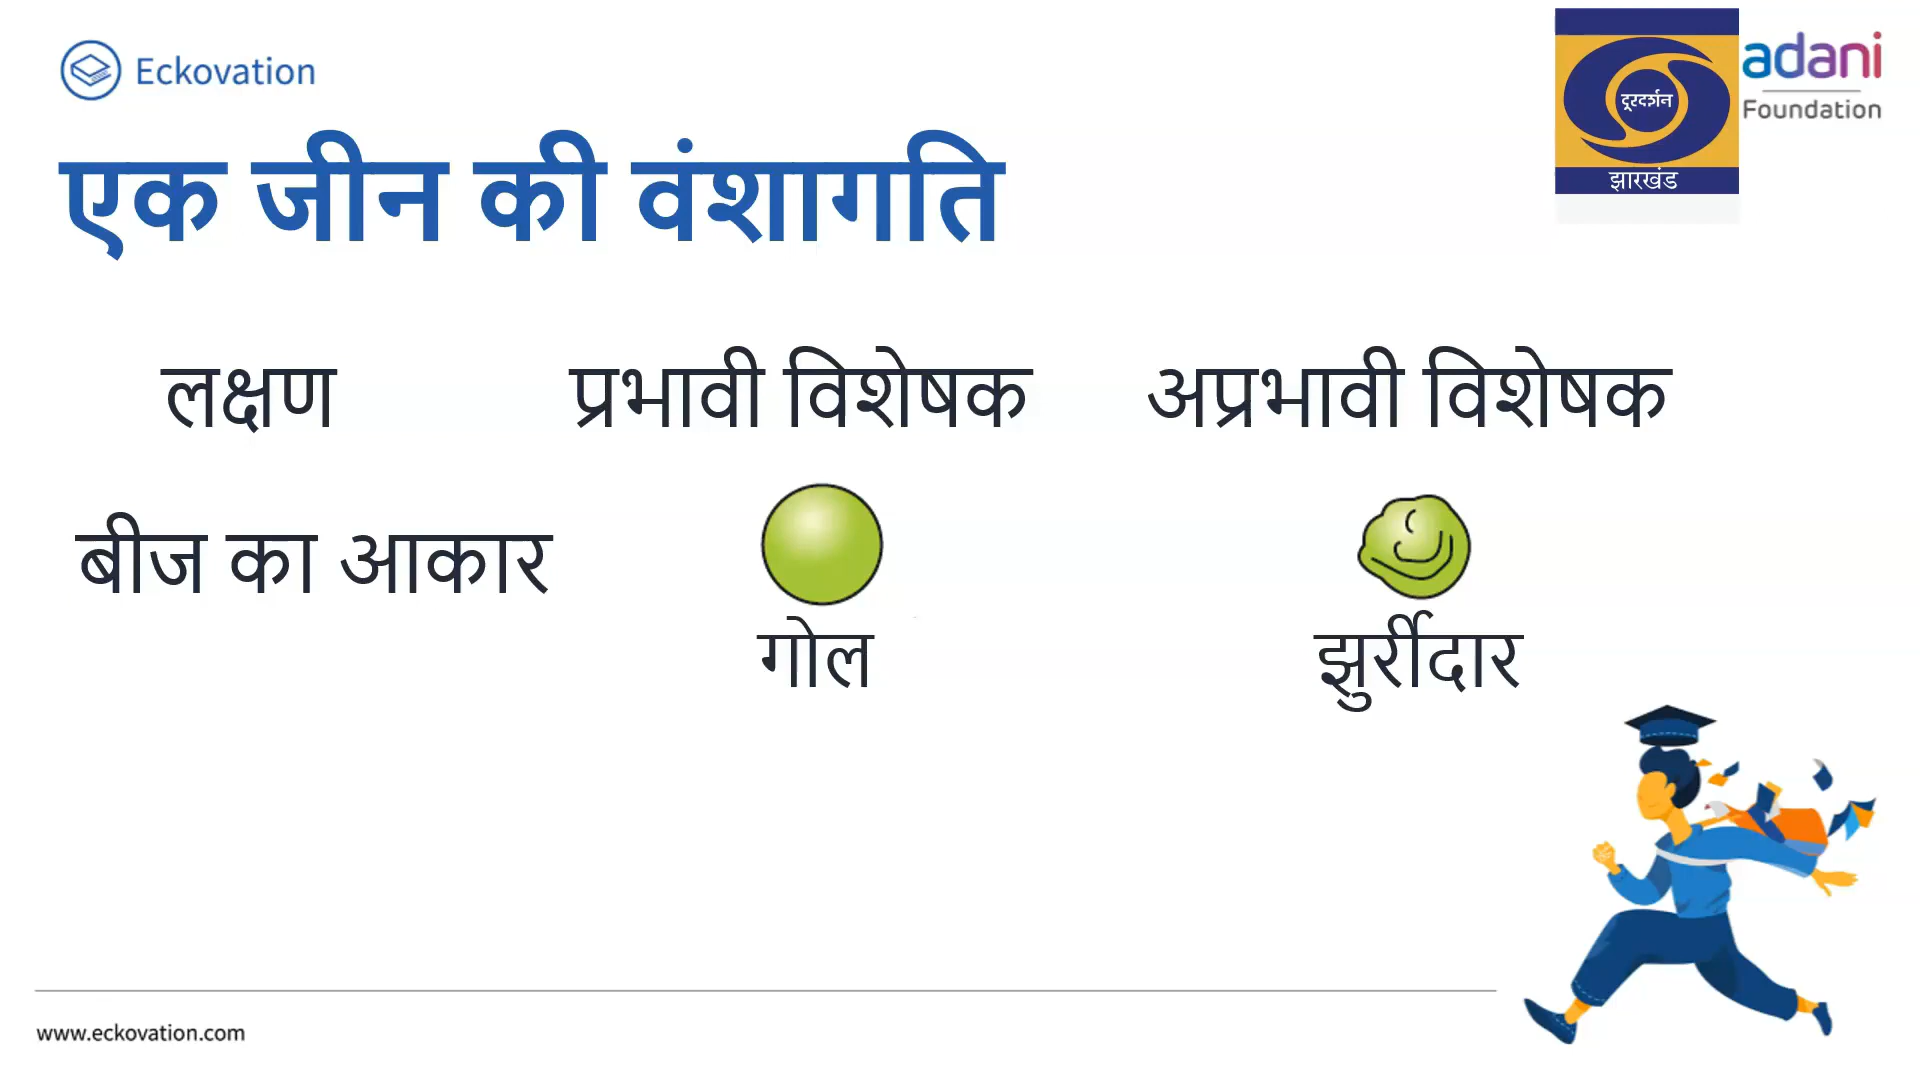 Eckovation
दूरदर्शन
झारखंड
adani
Foundation
एक जीन की वंशागति
लक्षण प्रभावी विशेषक अप्रभावी विशेषक
बीज का आकार
गोल झुर्रीदार
www.eckovation.com